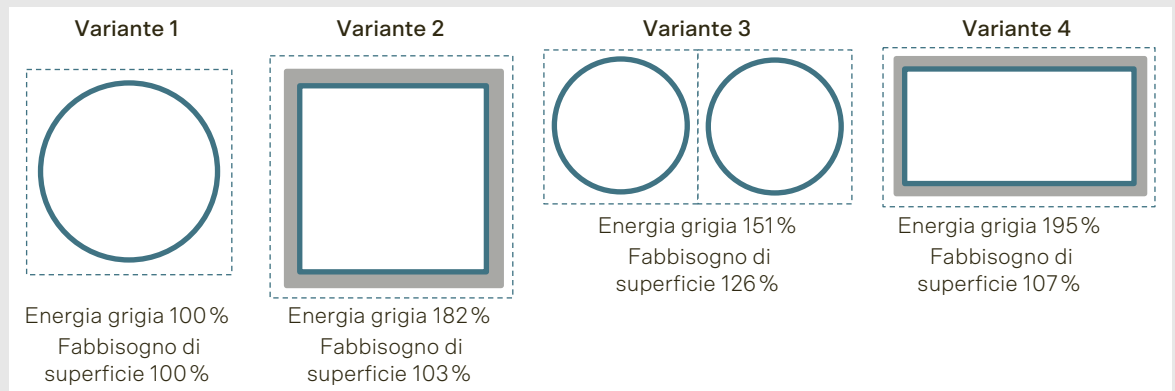 Variante 1
Energia grigia 100 %
Fabbisogno di
superficie 100 %
Variante 2
Energia grigia 182 %
Fabbisogno di
superficie 103 %
Variante 3
Energia grigia 151 %
Fabbisogno di
superficie 126 %
Variante 4
Energia grigia 195 %
Fabbisogno di
superficie 107 %